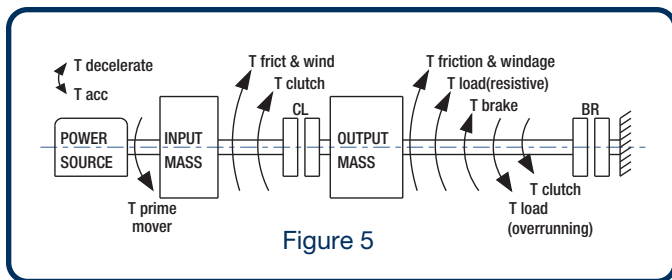 T decelerate
T acc
T frict & wind
T clutch
CL
T friction & windage
T load(resistive)
T brake
BR
POWER
SOURCE
INPUT
MASS
OUTPUT
MASS
T prime
mover
T clutch
T load
(overrunning)
Figure 5